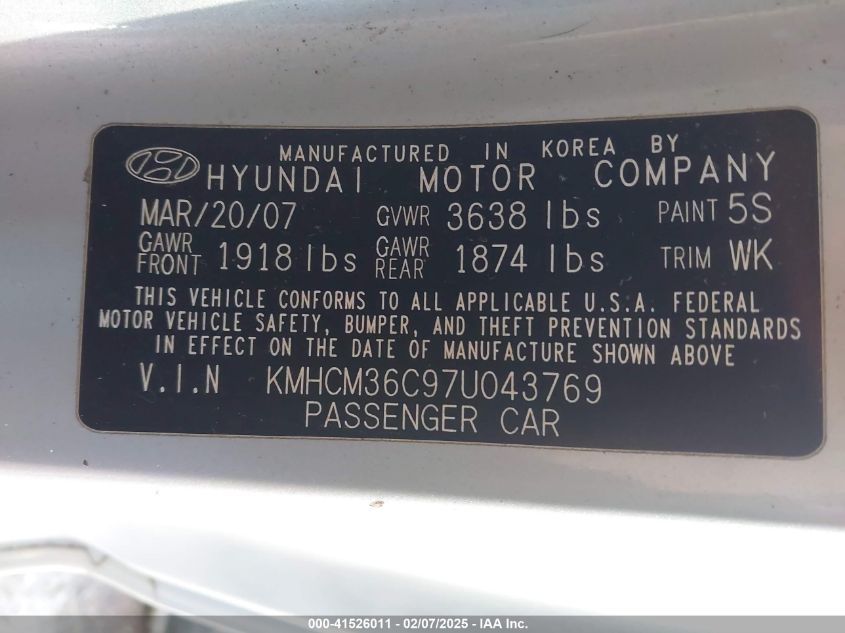 MANUFACTURED IN KOREA BY
HYUNDAI MOTOR COMPANY
MAR/20/07 GVWR 3638 lbs PAINT 5S
GAWR FRONT 1918 lbs GAWR REAR 1874 lbs TRIM WK
THIS VEHICLE CONFORMS TO ALL APPLICABLE U.S.A. FEDERAL
MOTOR VEHICLE SAFETY, BUMPER, AND THEFT PREVENTION STANDARDS
IN EFFECT ON THE DATE OF MANUFACTURE SHOWN ABOVE
V.I.N KMHCM36C97U043769
PASSENGER CAR
000-41526011 - 02/07/2025 - IAA Inc.